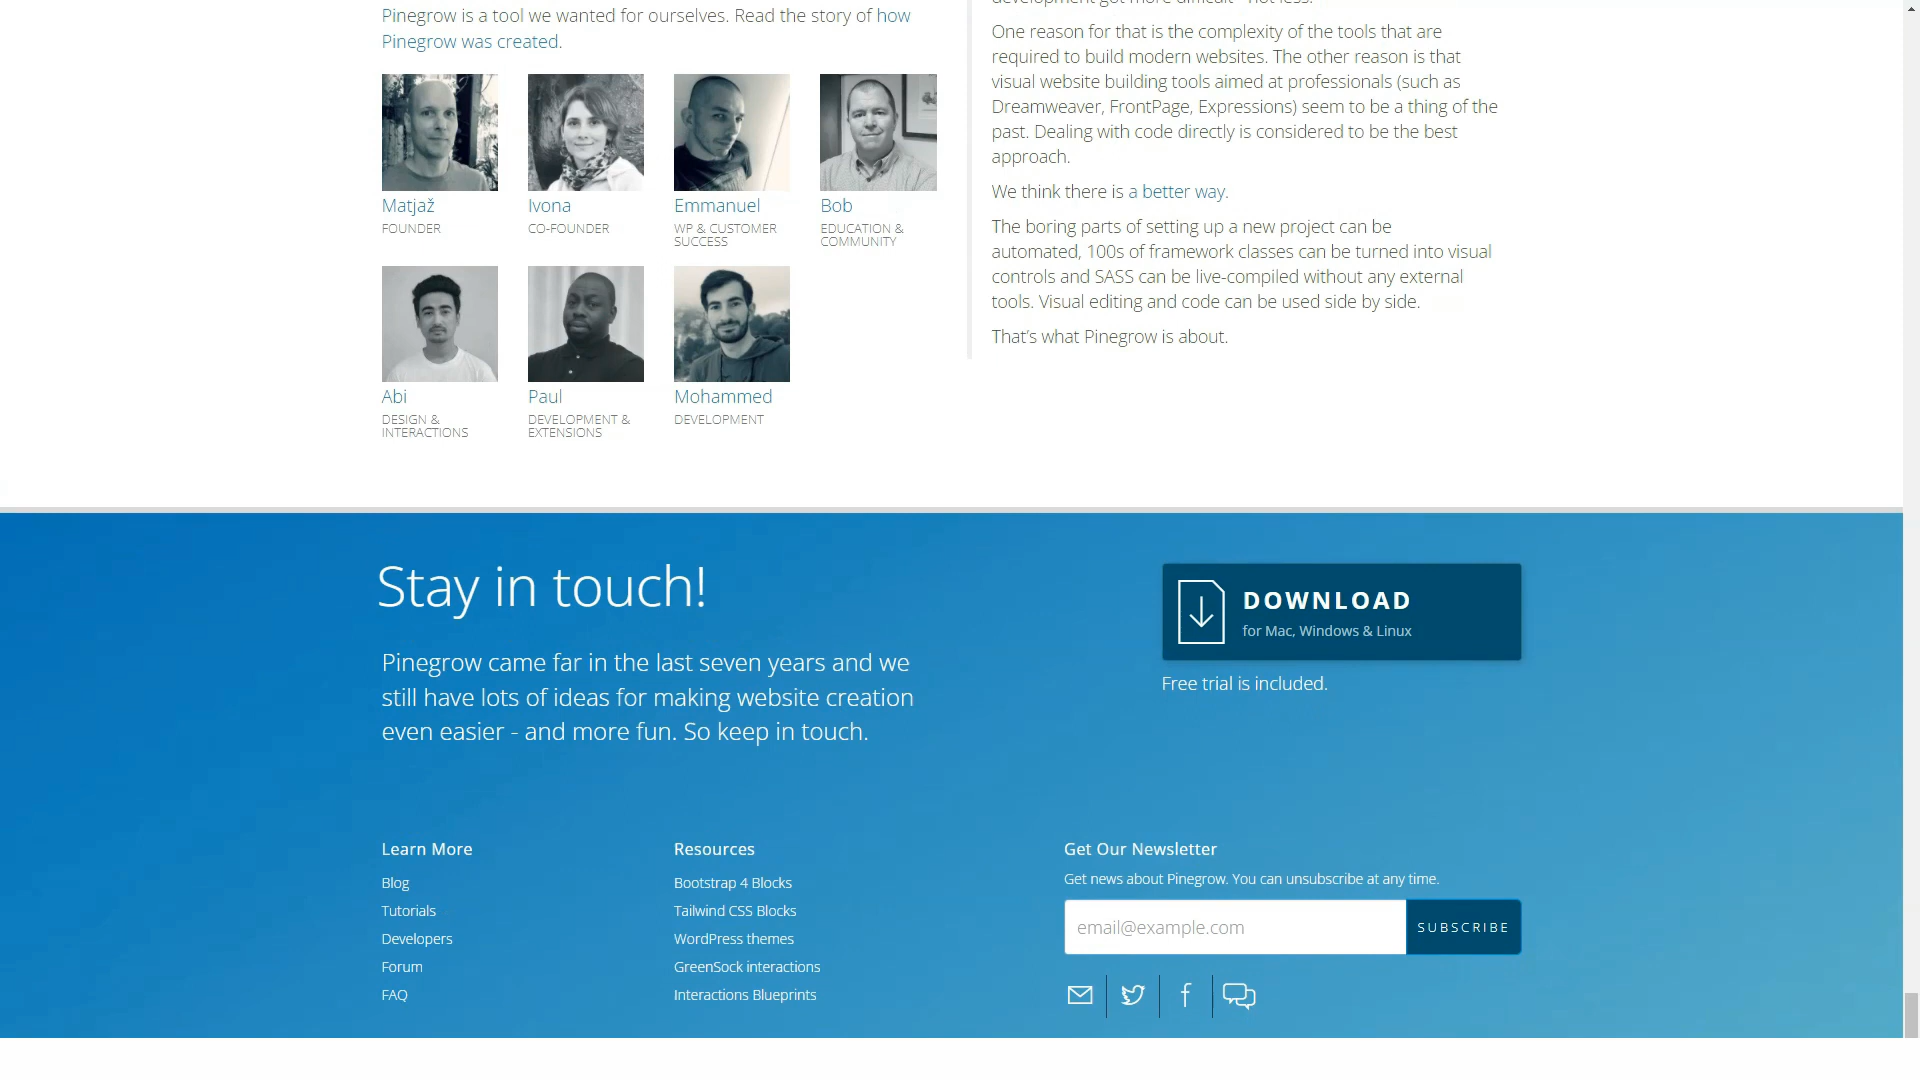 Pinegrow is a tool we wanted for ourselves. Read the story of how
Pinegrow was created.
Matjaž
FOUNDER
Ivona
CO-FOUNDER
Emmanuel
WP & CUSTOMER
SUCCESS
Bob
EDUCATION &
COMMUNITY
Abi
DESIGN &
INTERACTIONS
Paul
DEVELOPMENT &
EXTENSIONS
Mohammed
DEVELOPMENT
development got more difficult - not less.
One reason for that is the complexity of the tools that are
required to build modern websites. The other reason is that
visual website building tools aimed at professionals (such as
Dreamweaver, FrontPage, Expressions) seem to be a thing of the
past. Dealing with code directly is considered to be the best
approach.
We think there is a better way.
The boring parts of setting up a new project can be
automated, 100s of framework classes can be turned into visual
controls and SASS can be live-compiled without any external
tools. Visual editing and code can be used side by side.
That's what Pinegrow is about.
Stay in touch!
Pinegrow came far in the last seven years and we
still have lots of ideas for making website creation
even easier - and more fun. So keep in touch.
DOWNLOAD
for Mac, Windows & Linux
Free trial is included.
Learn More
Blog
Tutorials
Developers
Forum
FAQ
Resources
Bootstrap 4 Blocks
Tailwind CSS Blocks
WordPress themes
GreenSock interactions
Interactions Blueprints
Get Our Newsletter
Get news about Pinegrow. You can unsubscribe at any time.
email@example.com
SUBSCRIBE